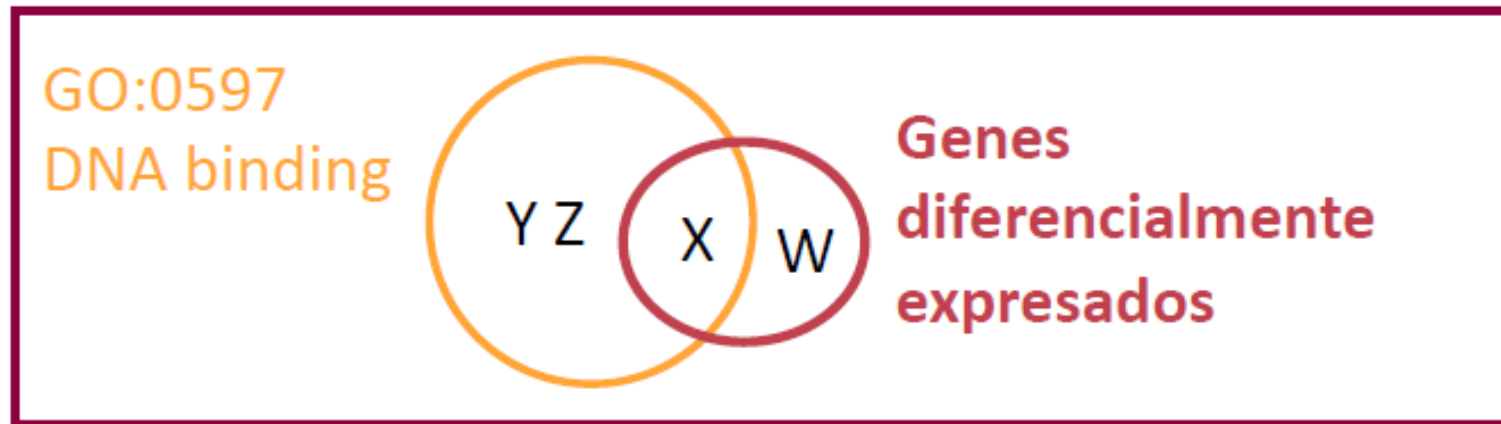 GO:0597
DNA binding
Y Z
X
W
Genes
diferencialmente
expresados